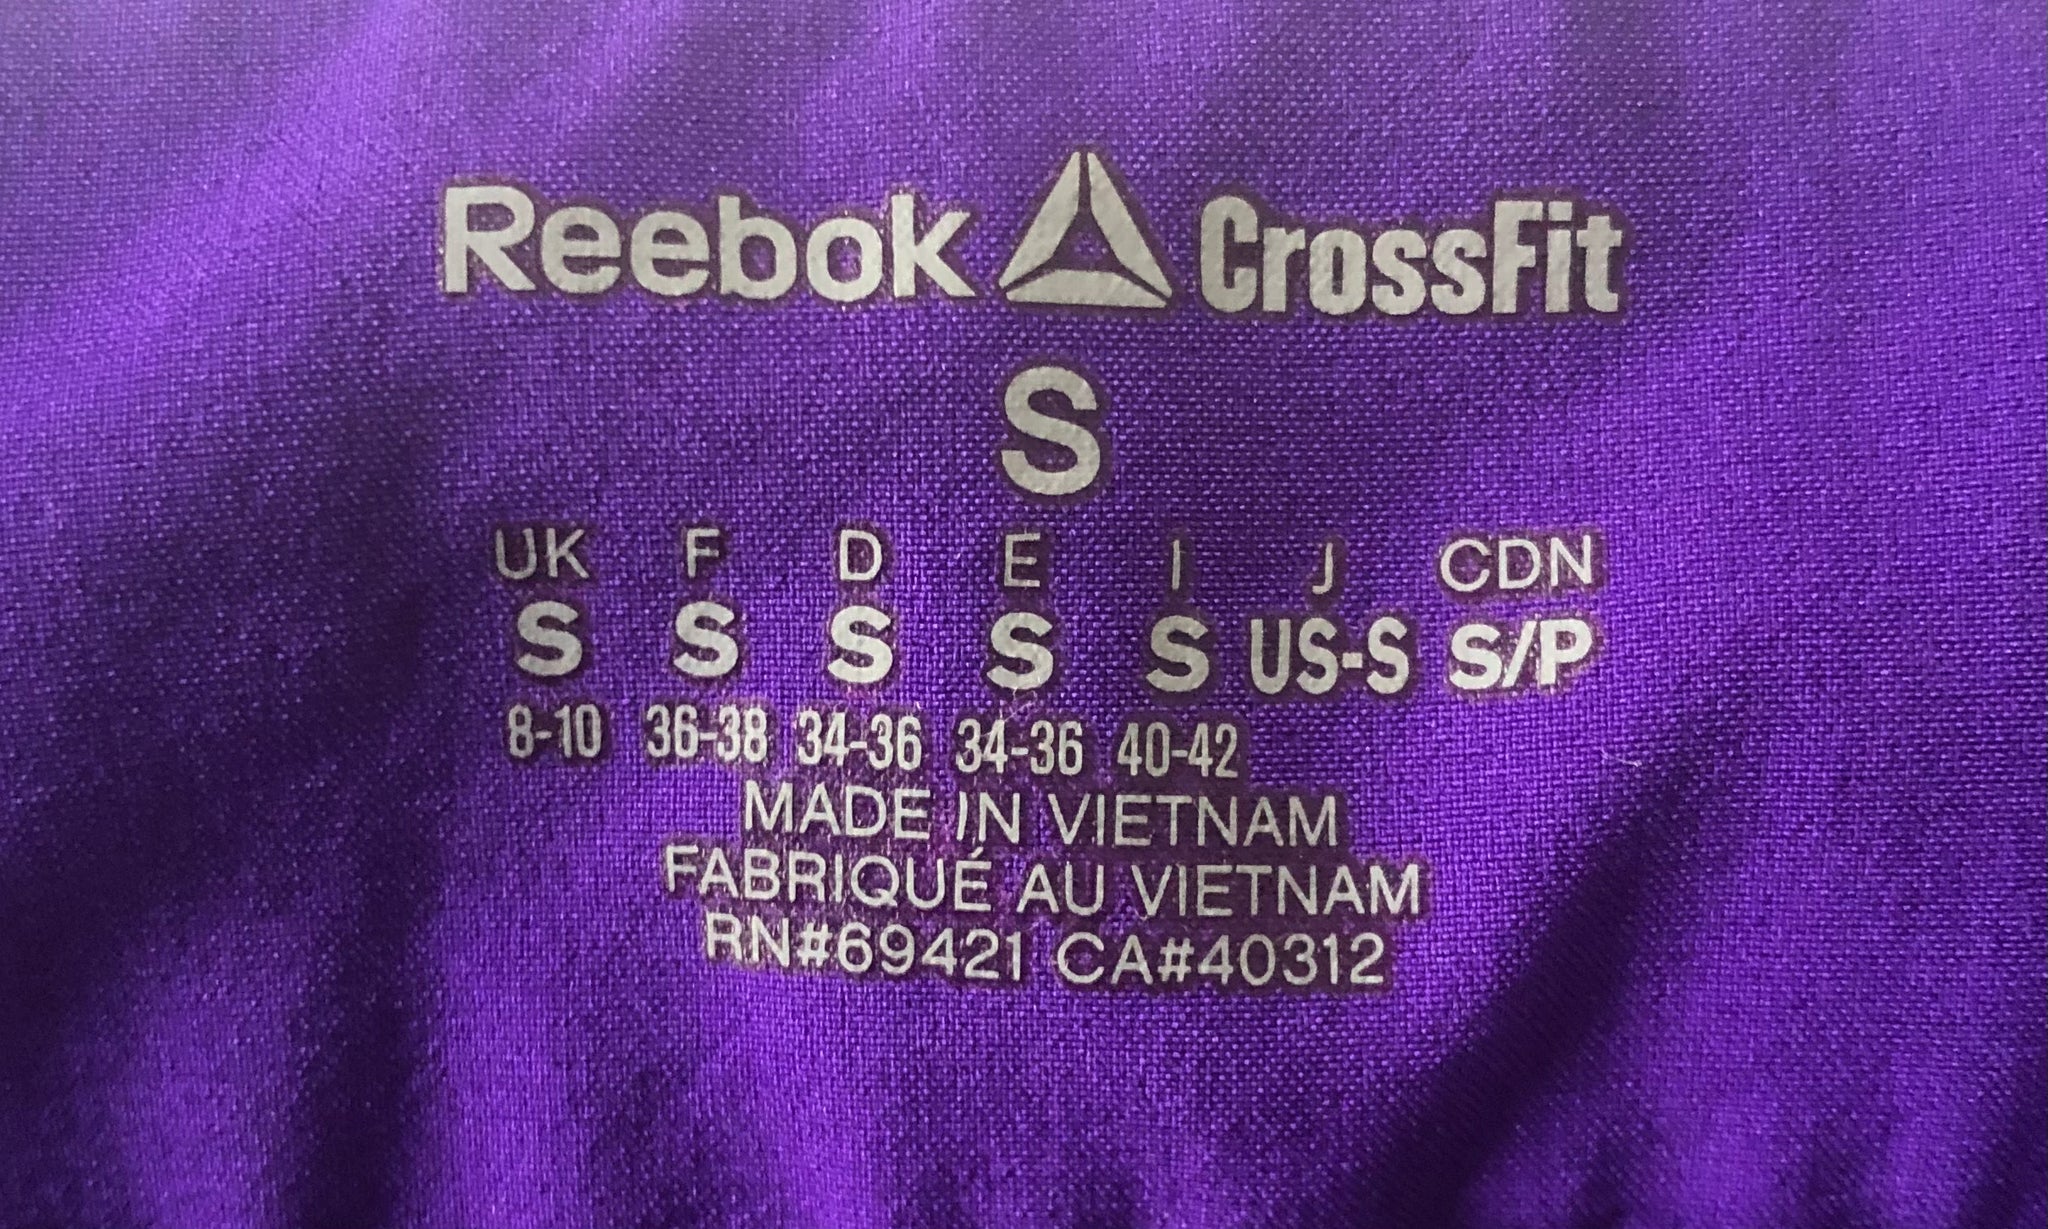 Reebok CrossFit
S
UK F D E I J CDN
S S S S S US-S S/P
8-10 36-38 34-36 34-36 40-42
MADE IN VIETNAM
FABRIQUÉ AU VIETNAM
RN#69421 CA#40312